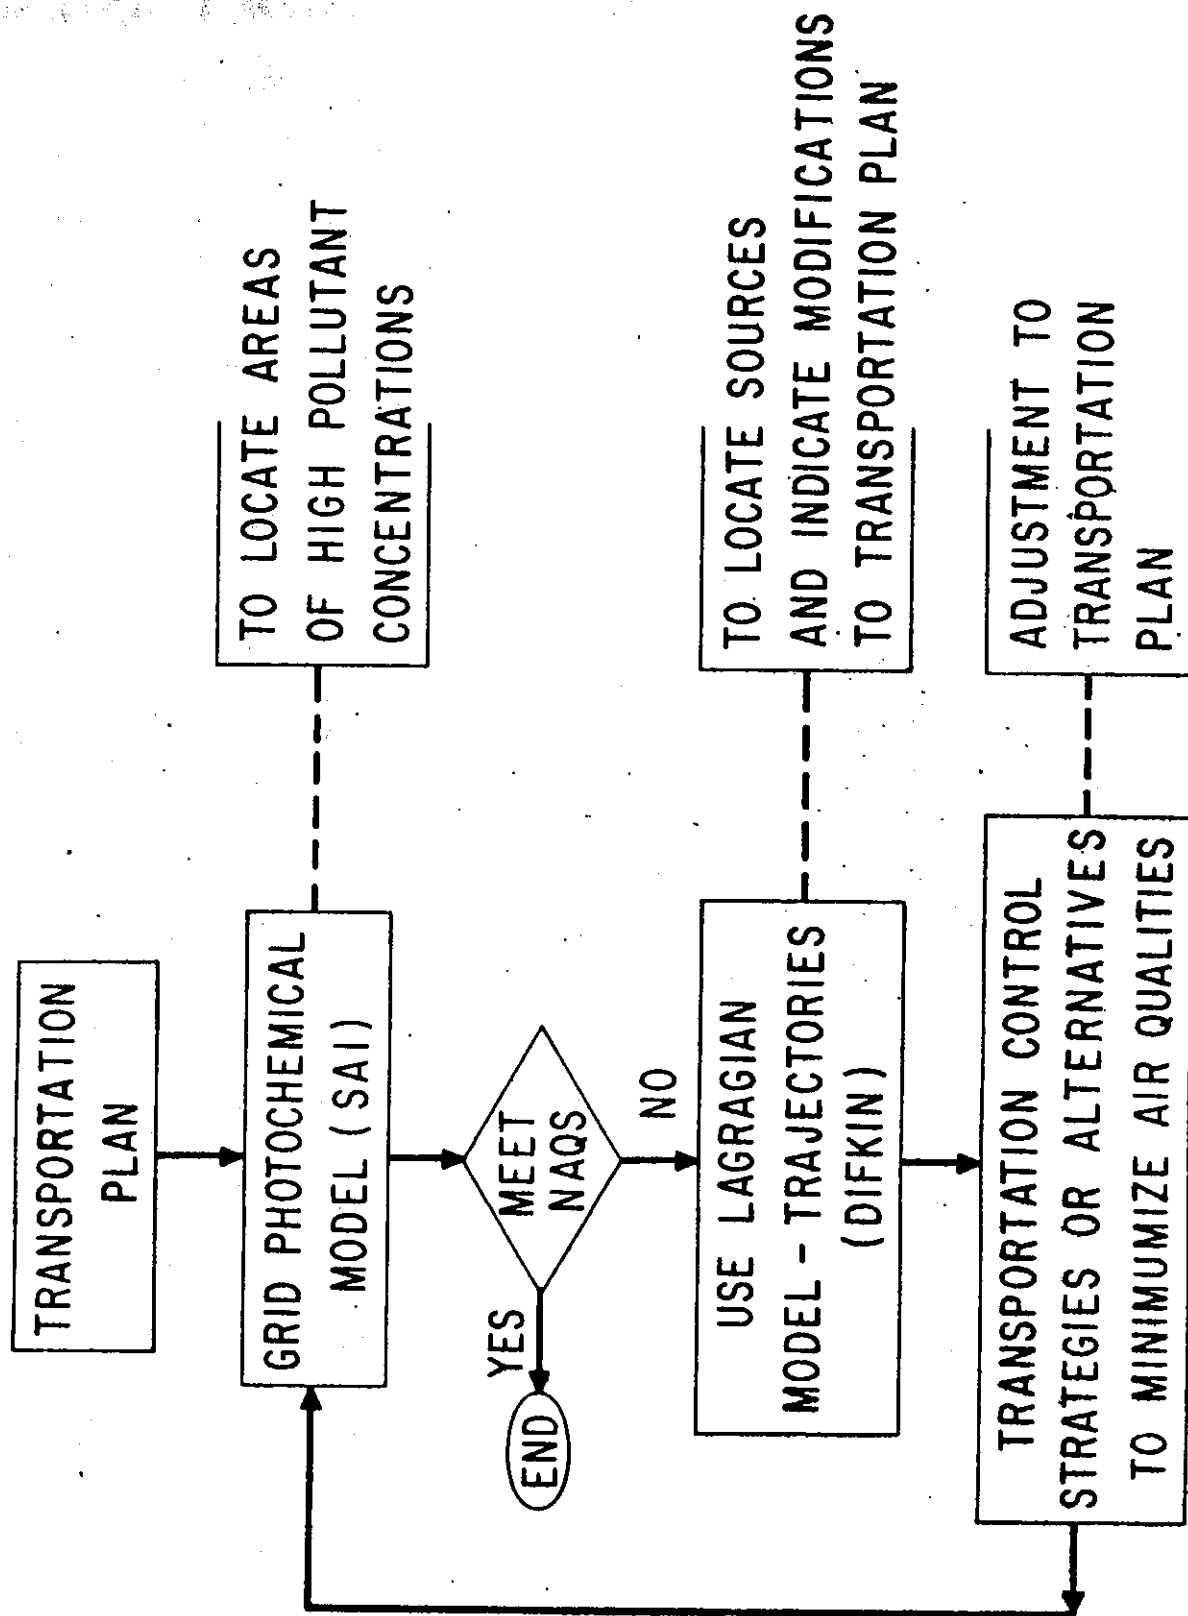 TRANSPORTATION
PLAN
GRID PHOTOCHEMICAL
MODEL (SAI)
TO LOCATE AREAS
OF HIGH POLLUTANT
CONCENTRATIONS
MEET
NAQS
YES
END
NO
USE LAGRAGIAN
MODEL - TRAJECTORIES
(DIFKIN)
TO LOCATE SOURCES
AND INDICATE MODIFICATIONS
TO TRANSPORTATION PLAN
TRANSPORTATION CONTROL
STRATEGIES OR ALTERNATIVES
TO MINIMUMIZE AIR QUALITIES
ADJUSTMENT TO
TRANSPORTATION
PLAN